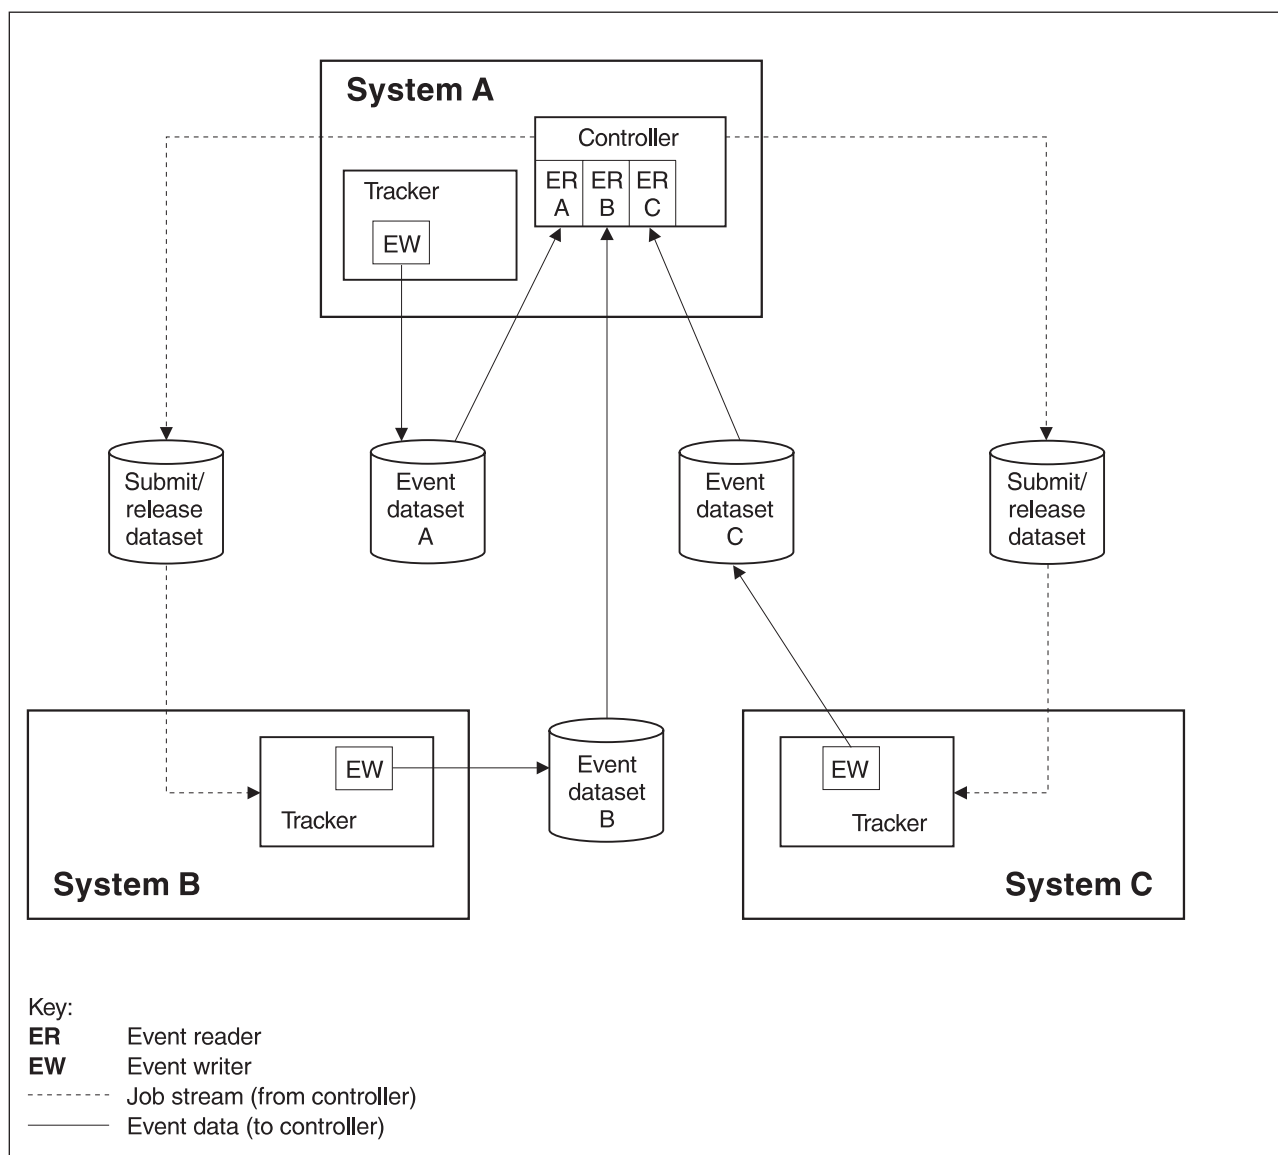 System A
Controller
ER
A
ER
B
ER
C
Tracker
EW
Submit/
release
dataset
Event
dataset
A
Event
dataset
C
Submit/
release
dataset
EW
Tracker
System B
Event
dataset
B
EW
Tracker
System C
Key:
ER Event reader
EW Event writer
Job stream (from controller)
Event data (to controller)